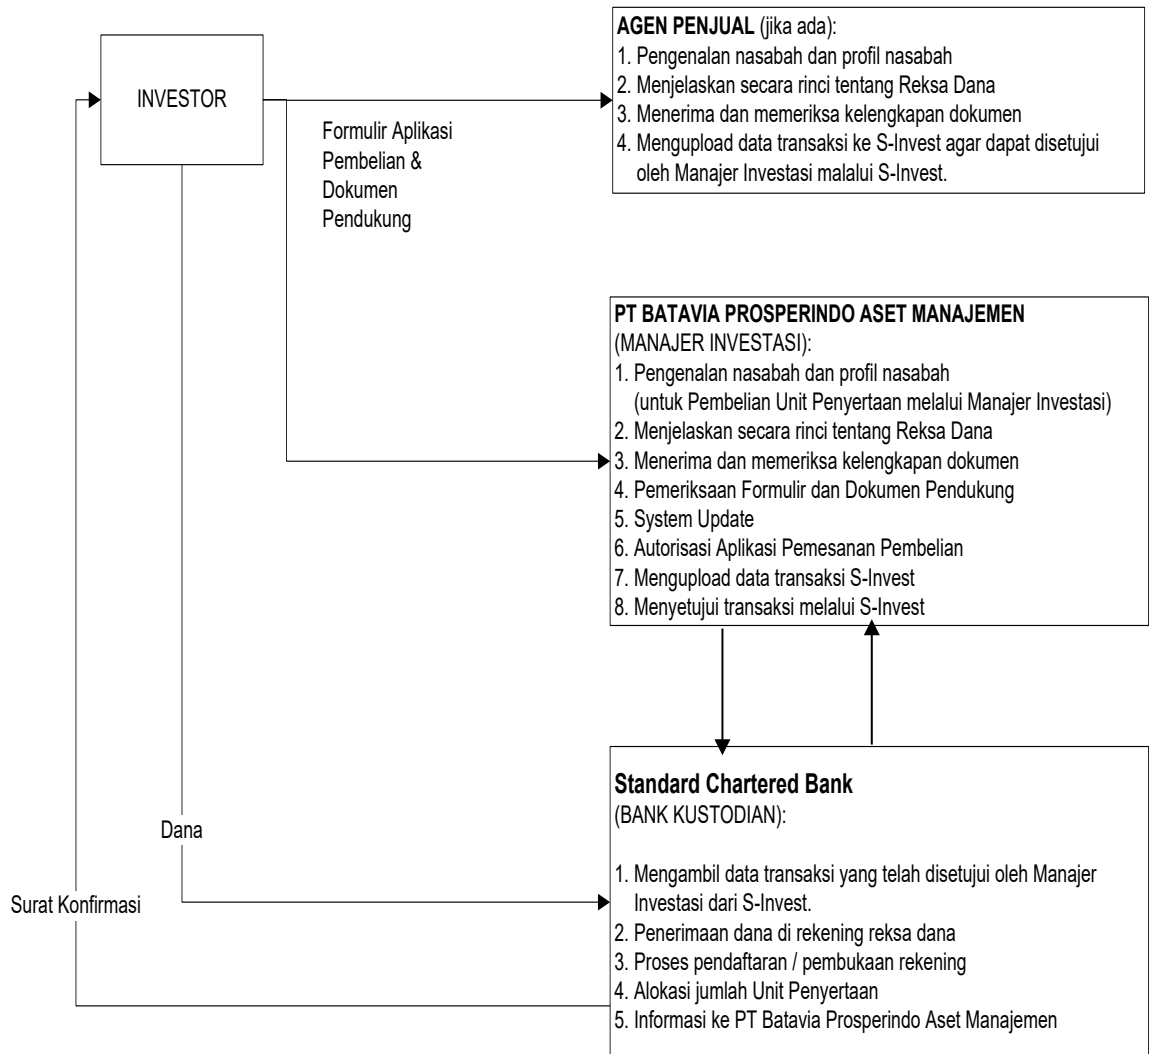 AGEN PENJUAL (jika ada):
1. Pengenalan nasabah dan profil nasabah
2. Menjelaskan secara rinci tentang Reksa Dana
3. Menerima dan memeriksa kelengkapan dokumen
4. Mengupload data transaksi ke S-Invest agar dapat disetujui
oleh Manajer Investasi malalui S-Invest.
INVESTOR
Formulir Aplikasi
Pembelian &
Dokumen
Pendukung
PT BATAVIA PROSPERINDO ASET MANAJEMEN
(MANAJER INVESTASI):
1. Pengenalan nasabah dan profil nasabah
(untuk Pembelian Unit Penyertaan melalui Manajer Investasi)
2. Menjelaskan secara rinci tentang Reksa Dana
3. Menerima dan memeriksa kelengkapan dokumen
4. Pemeriksaan Formulir dan Dokumen Pendukung
5. System Update
6. Autorisasi Aplikasi Pemesanan Pembelian
7. Mengupload data transaksi S-Invest
8. Menyetujui transaksi melalui S-Invest
Standard Chartered Bank
(BANK KUSTODIAN):
1. Mengambil data transaksi yang telah disetujui oleh Manajer
Investasi dari S-Invest.
2. Penerimaan dana di rekening reksa dana
3. Proses pendaftaran / pembukaan rekening
4. Alokasi jumlah Unit Penyertaan
5. Informasi ke PT Batavia Prosperindo Aset Manajemen
Dana
Surat Konfirmasi